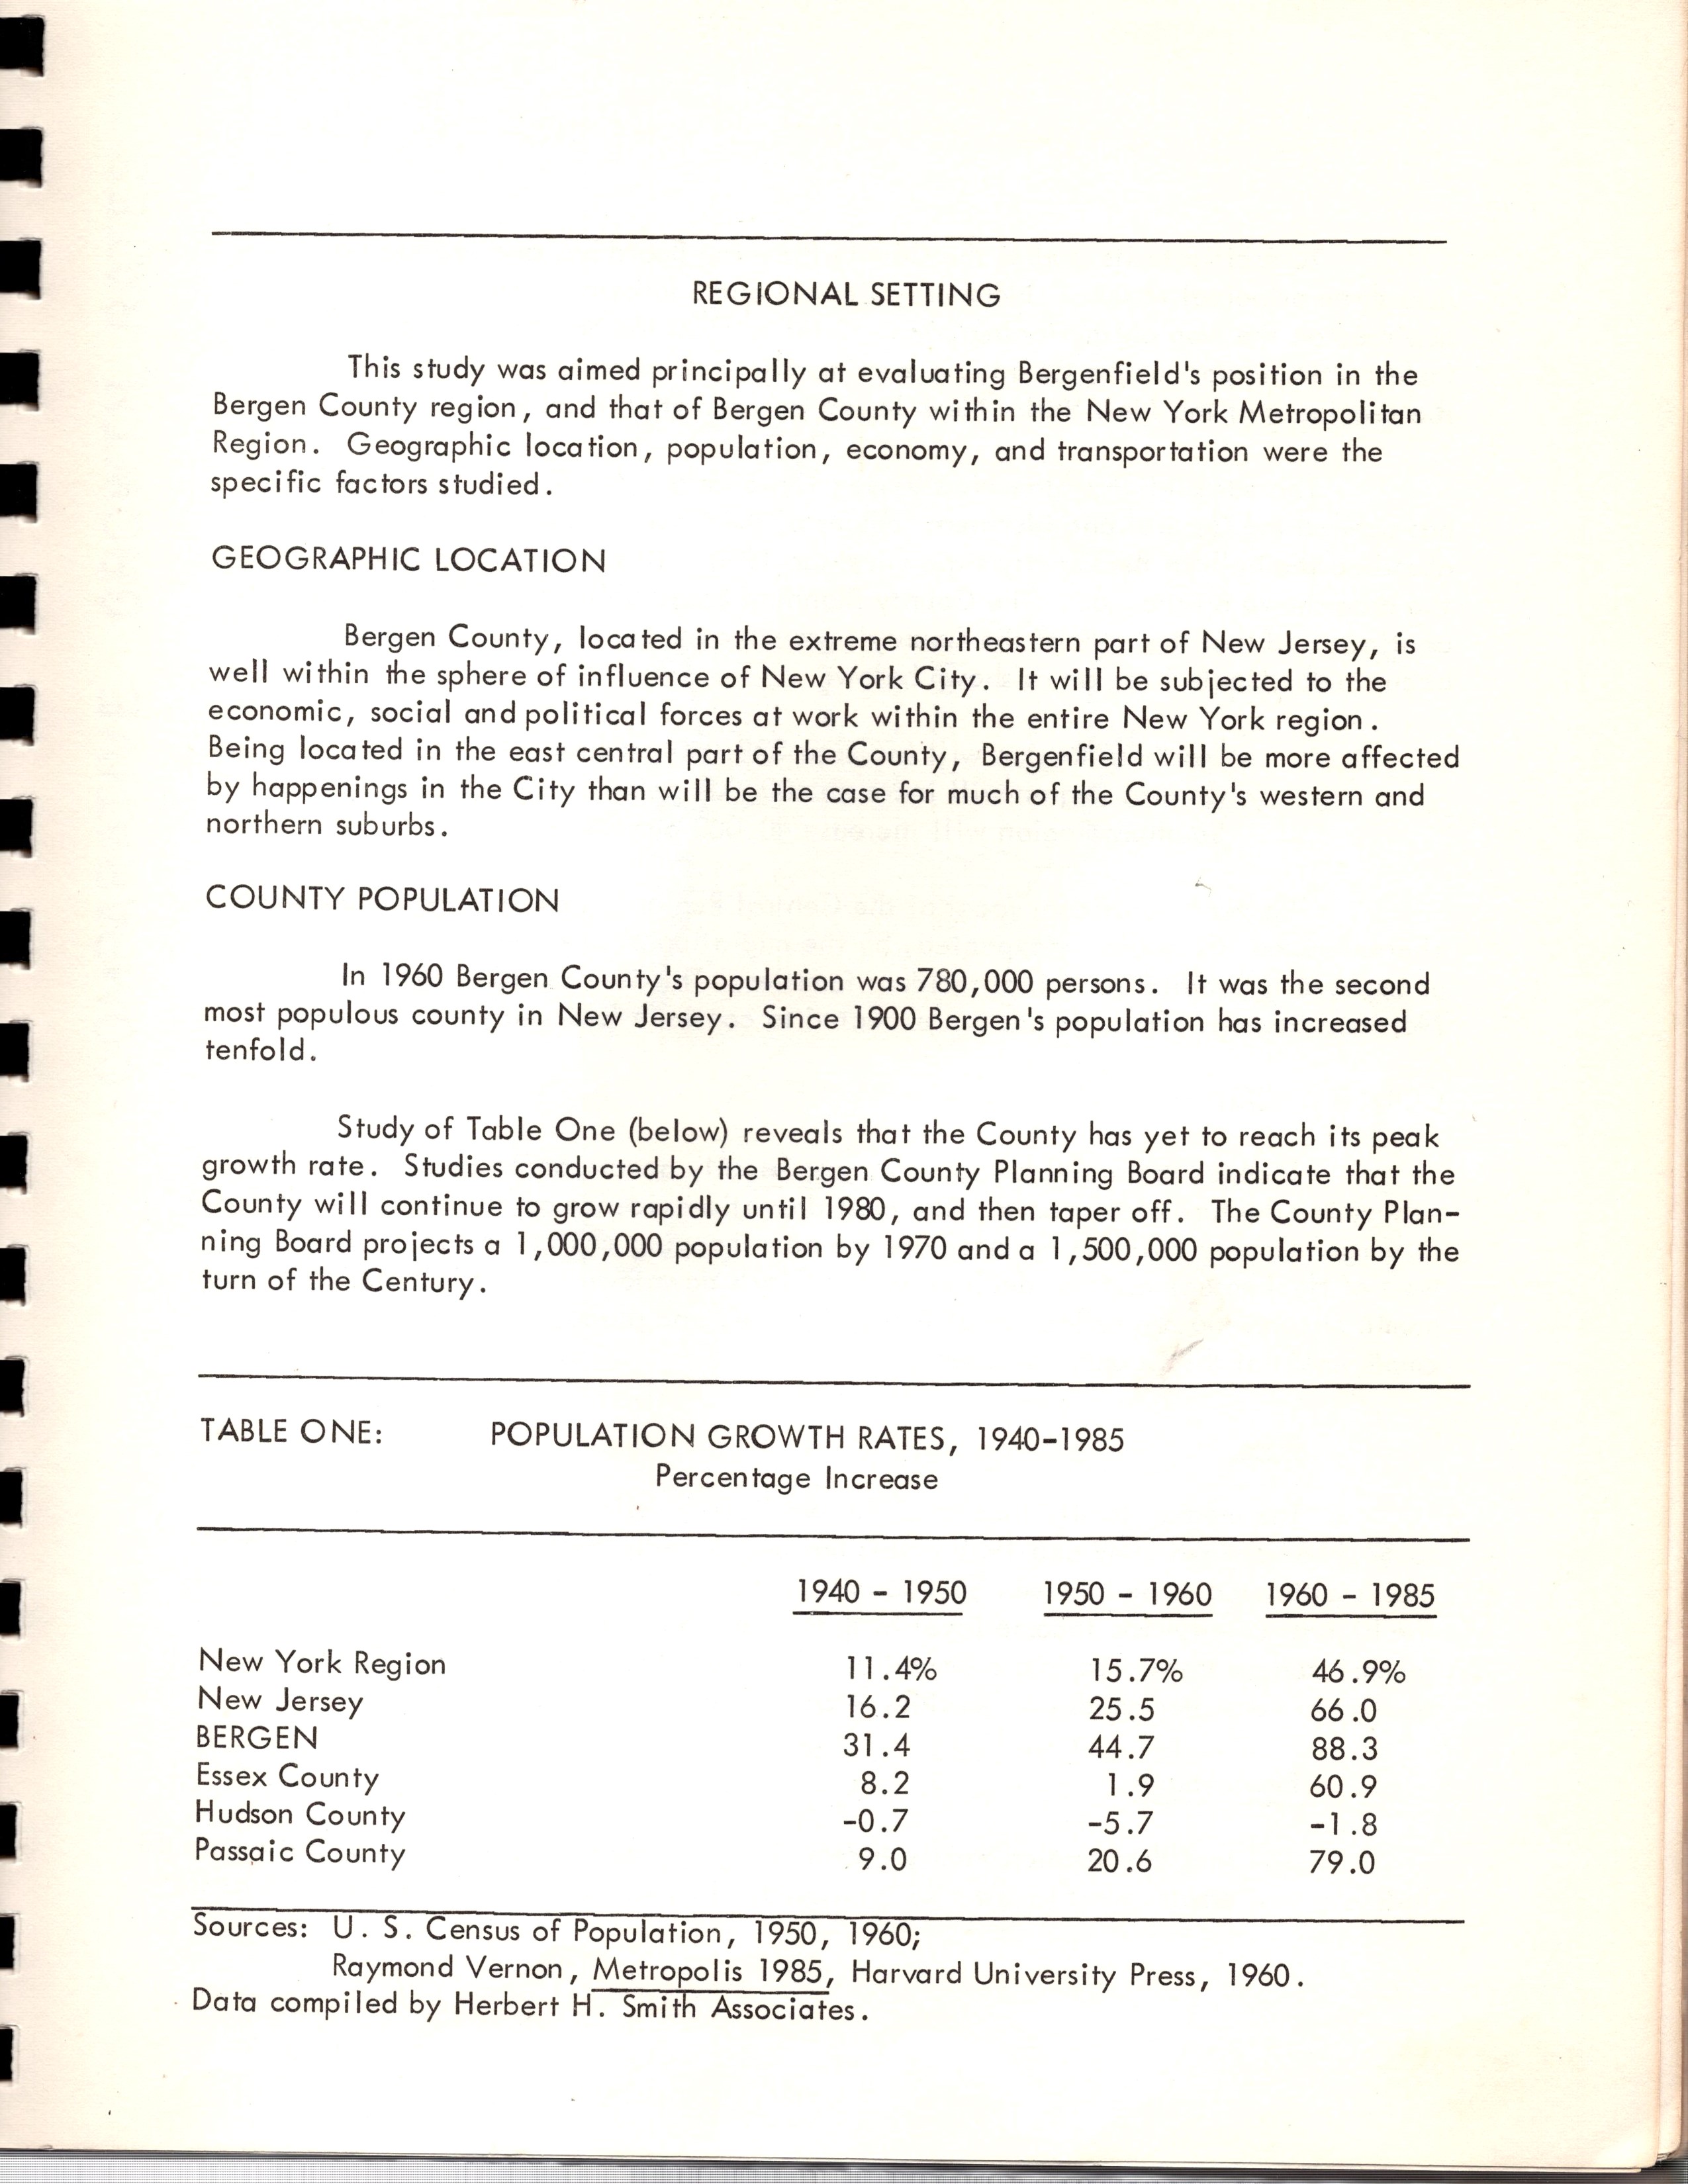 REGIONAL SETTING
This study was aimed principally at evaluating Bergenfield's position in the
Bergen County region, and that of Bergen County within the New York Metropolitan
Region. Geographic location, population, economy, and transportation were the
specific factors studied.
GEOGRAPHIC LOCATION
Bergen County, located in the extreme northeastern part of New Jersey, is
well within the sphere of influence of New York City. It will be subjected to the
economic, social and political forces at work within the entire New York region.
Being located in the east central part of the County, Bergenfield will be more affected
by happenings in the City than will be the case for much of the County's western and
northern suburbs.
COUNTY POPULATION
In 1960 Bergen County's population was 780,000 persons. It was the second
most populous county in New Jersey. Since 1900 Bergen's population has increased
tenfold.
Study of Table One (below) reveals that the County has yet to reach its peak
growth rate. Studies conducted by the Bergen County Planning Board indicate that the
County will continue to grow rapidly until 1980, and then taper off. The County Plan-
ning Board projects a 1,000,000 population by 1970 and a 1,500,000 population by the
turn of the Century.
TABLE ONE: POPULATION GROWTH RATES, 1940-1985
Percentage Increase
1940 - 1950 1950 - 1960 1960 - 1985
New York Region 11.4% 15.7% 46.9%
New Jersey 16.2 25.5 66.0
BERGEN 31.4 44.7 88.3
Essex County 8.2 1.9 60.9
Hudson County -0.7 -5.7 -1.8
Passaic County 9.0 20.6 79.0
Sources: U. S. Census of Population, 1950, 1960;
Raymond Vernon, Metropolis 1985, Harvard University Press, 1960.
Data compiled by Herbert H. Smith Associates.